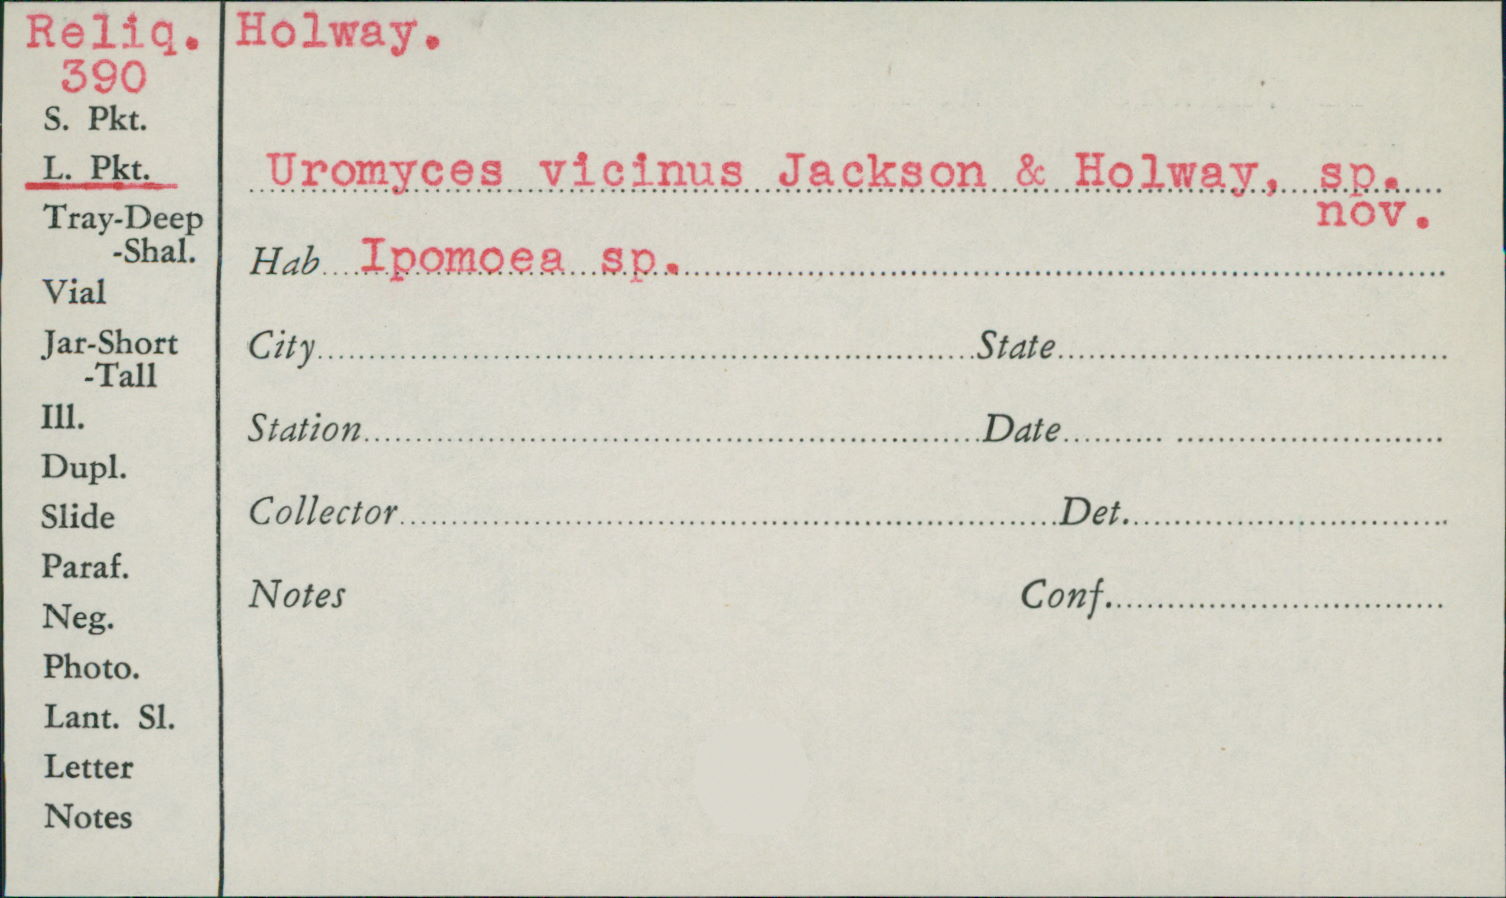 Reliq. Holway.
390
S. Pkt.
L. Pkt.
Uromyces vicinus Jackson & Holway, sp.
nov.
Tray-Deep
-Shal.
Hab Ipomoea sp.
Vial
Jar-Short
City State
-Tall
Ill.
Station Date
Dupl.
Slide
Collector Det.
Paraf.
Neg.
Notes Conf.
Photo.
Lant. Sl.
Letter
Notes